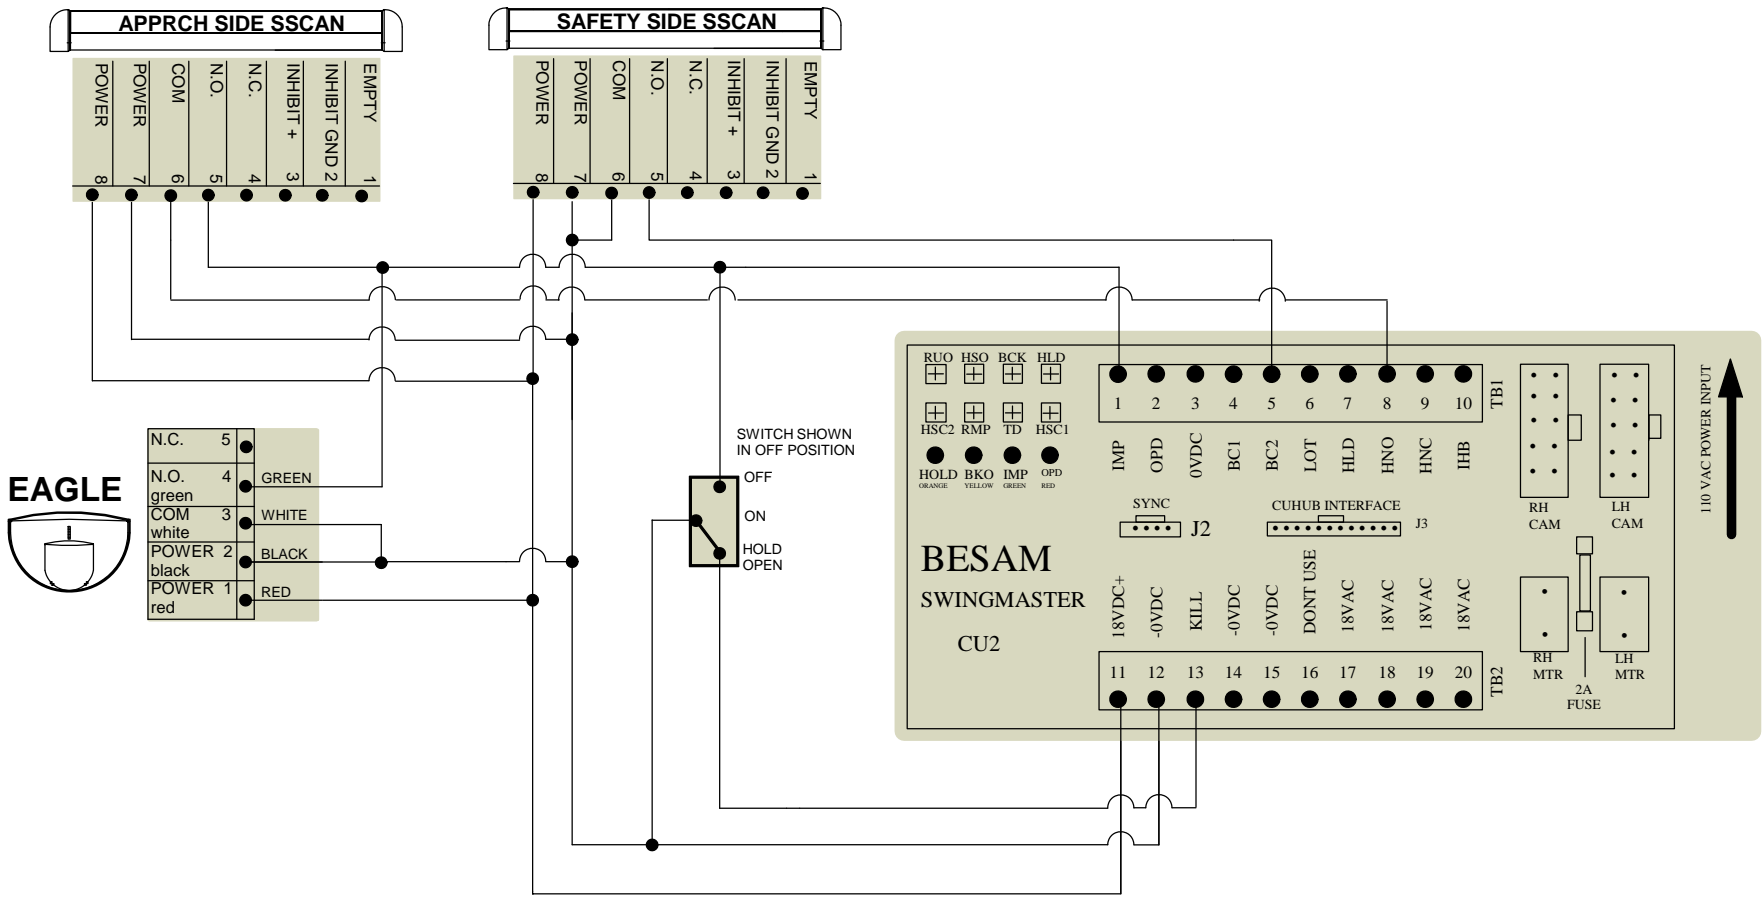 APPRCH SIDE SSCAN
POWER 8
POWER 7
COM 6
N.O. 5
N.C. 4
INHIBIT + 3
INHIBIT GND 2
EMPTY 1
SAFETY SIDE SSCAN
POWER 8
POWER 7
COM 6
N.O. 5
N.C. 4
INHIBIT + 3
INHIBIT GND 2
EMPTY 1
EAGLE
N.C. 5
N.O. 4
green
GREEN
COM 3
white
WHITE
POWER 2
black
BLACK
POWER 1
red
RED
SWITCH SHOWN
IN OFF POSITION
OFF
ON
HOLD
OPEN
RUO HSO BCK HLD
HSC2 RMP TD HSC1
HOLD BKO IMP OPD
ORANGE YELLOW GREEN RED
BESAM
SWINGMASTER
CU2
1 2 3 4 5 6 7 8 9 10
TB1
IMP
OPD
0VDC
BC1
BC2
LOT
HLD
HNO
HNC
IHB
SYNC
J2
CUHUB INTERFACE
J3
18VDC+
-0VDC
KILL
-0VDC
-0VDC
DONT USE
18VAC
18VAC
18VAC
18VAC
11 12 13 14 15 16 17 18 19 20
TB2
RH
CAM
LH
CAM
RH
MTR
LH
MTR
2A
FUSE
110 VAC POWER INPUT